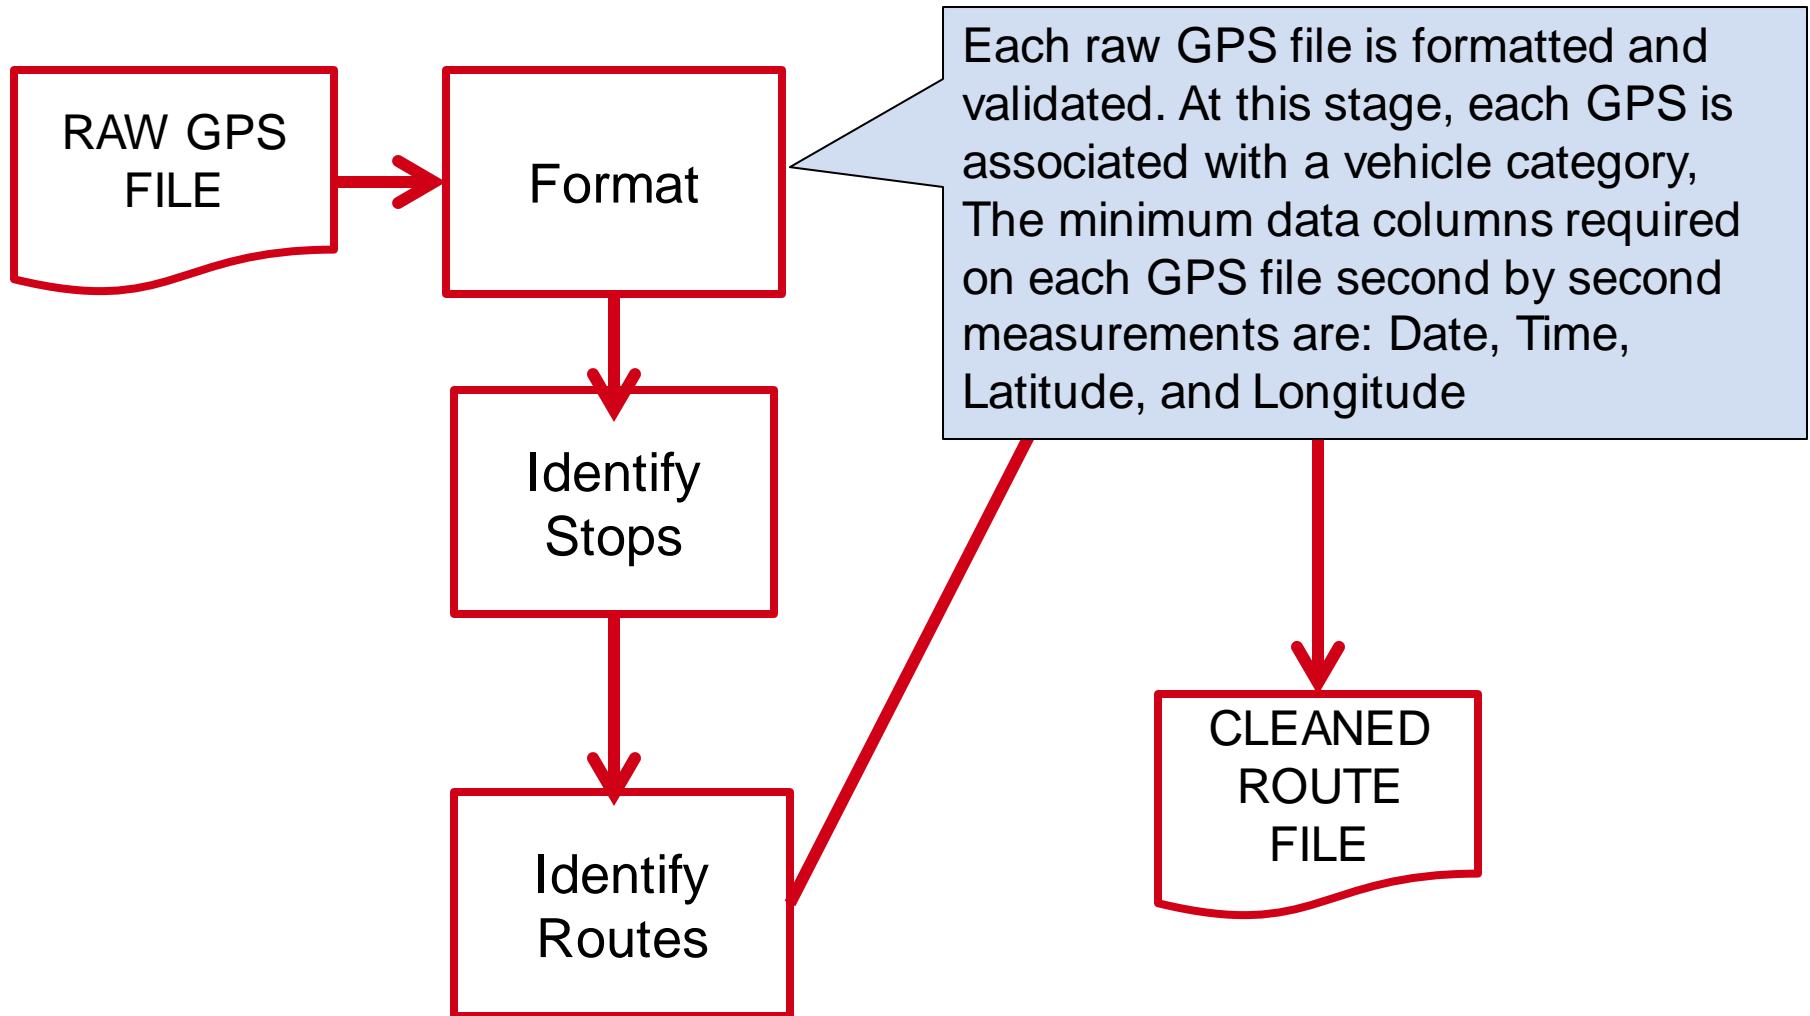 RAW GPS
FILE
Format
Each raw GPS file is formatted and
validated. At this stage, each GPS is
associated with a vehicle category,
The minimum data columns required
on each GPS file second by second
measurements are: Date, Time,
Latitude, and Longitude
Identify
Stops
Identify
Routes
CLEANED
ROUTE
FILE